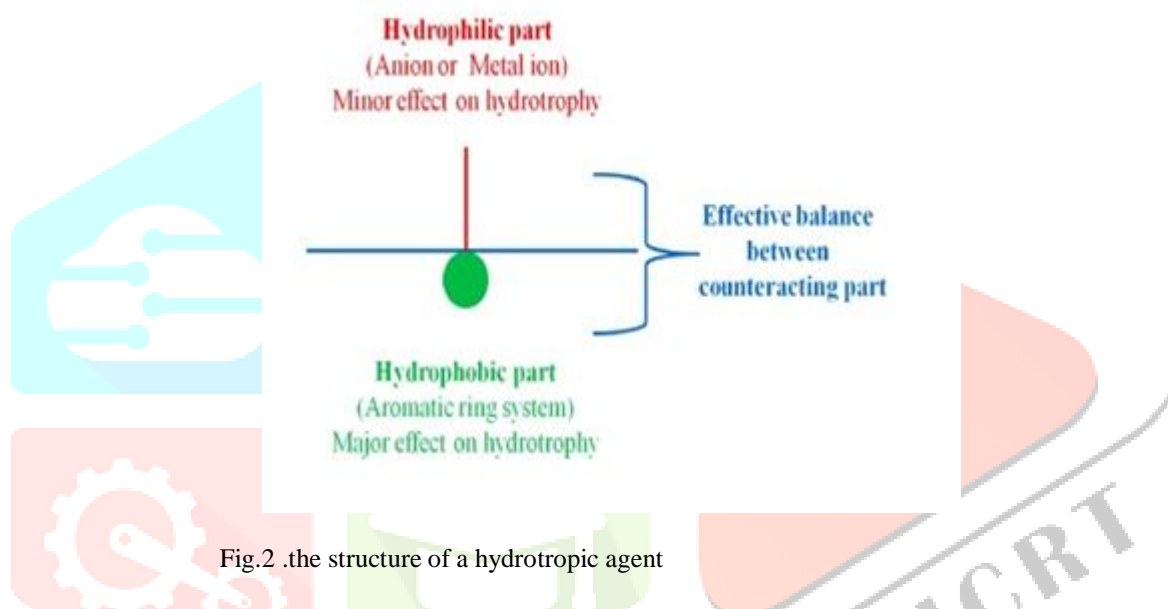 Hydrophilic part
(Anion or Metal ion)
Minor effect on hydrotrophy
Effective balance
between
counteracting part
Hydrophobic part
(Aromatic ring system)
Major effect on hydrotrophy
Fig.2 .the structure of a hydrotropic agent
CRT